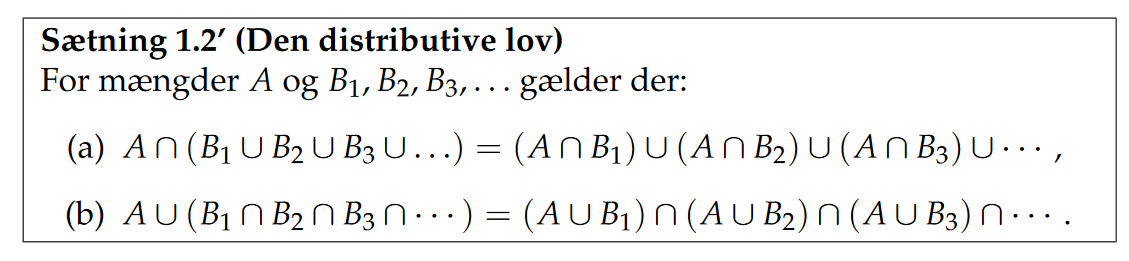 Sætning 1.2’ (Den distributive lov)
For mængder A og B₁, B₂, B₃, . . . gælder der:
(a) A ∩ (B₁ ∪ B₂ ∪ B₃ ∪ . . .) = (A ∩ B₁) ∪ (A ∩ B₂) ∪ (A ∩ B₃) ∪ · · · ,
(b) A ∪ (B₁ ∩ B₂ ∩ B₃ ∩ · · · ) = (A ∪ B₁) ∩ (A ∪ B₂) ∩ (A ∪ B₃) ∩ · · · .